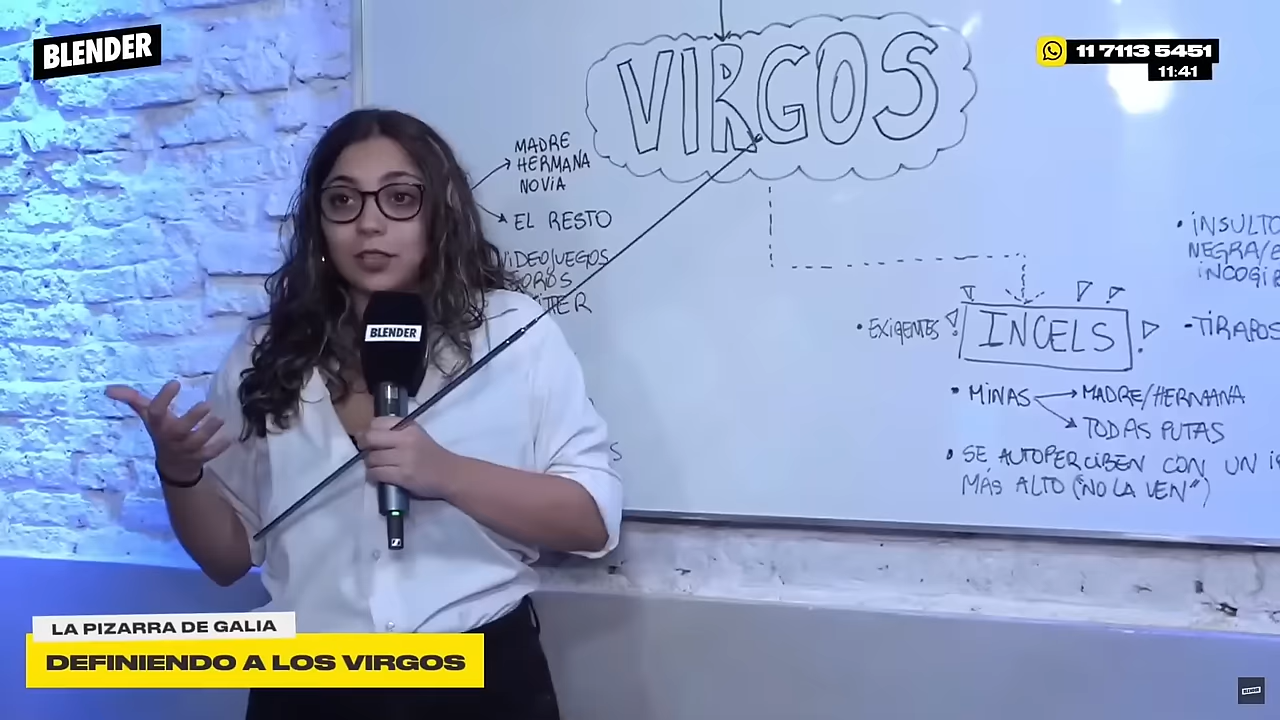 BLENDER
11 7113 5451
11:41
VIRGOS
MADRE
HERMANA
NOVIA
EL RESTO
VIDEOJUEGOS
FOROS
• INSULTO
NEGRA/
INCOGI
• EXIGENTES
INCELS
-TIRAPOS
• MINAS → MADRE/HERMANA
→ TODAS PUTAS
• SE AUTOPERCIBEN CON UN
MÁS ALTO ("NO LA VEN")
BLENDER
LA PIZARRA DE GALIA
DEFINIENDO A LOS VIRGOS
BLENDER